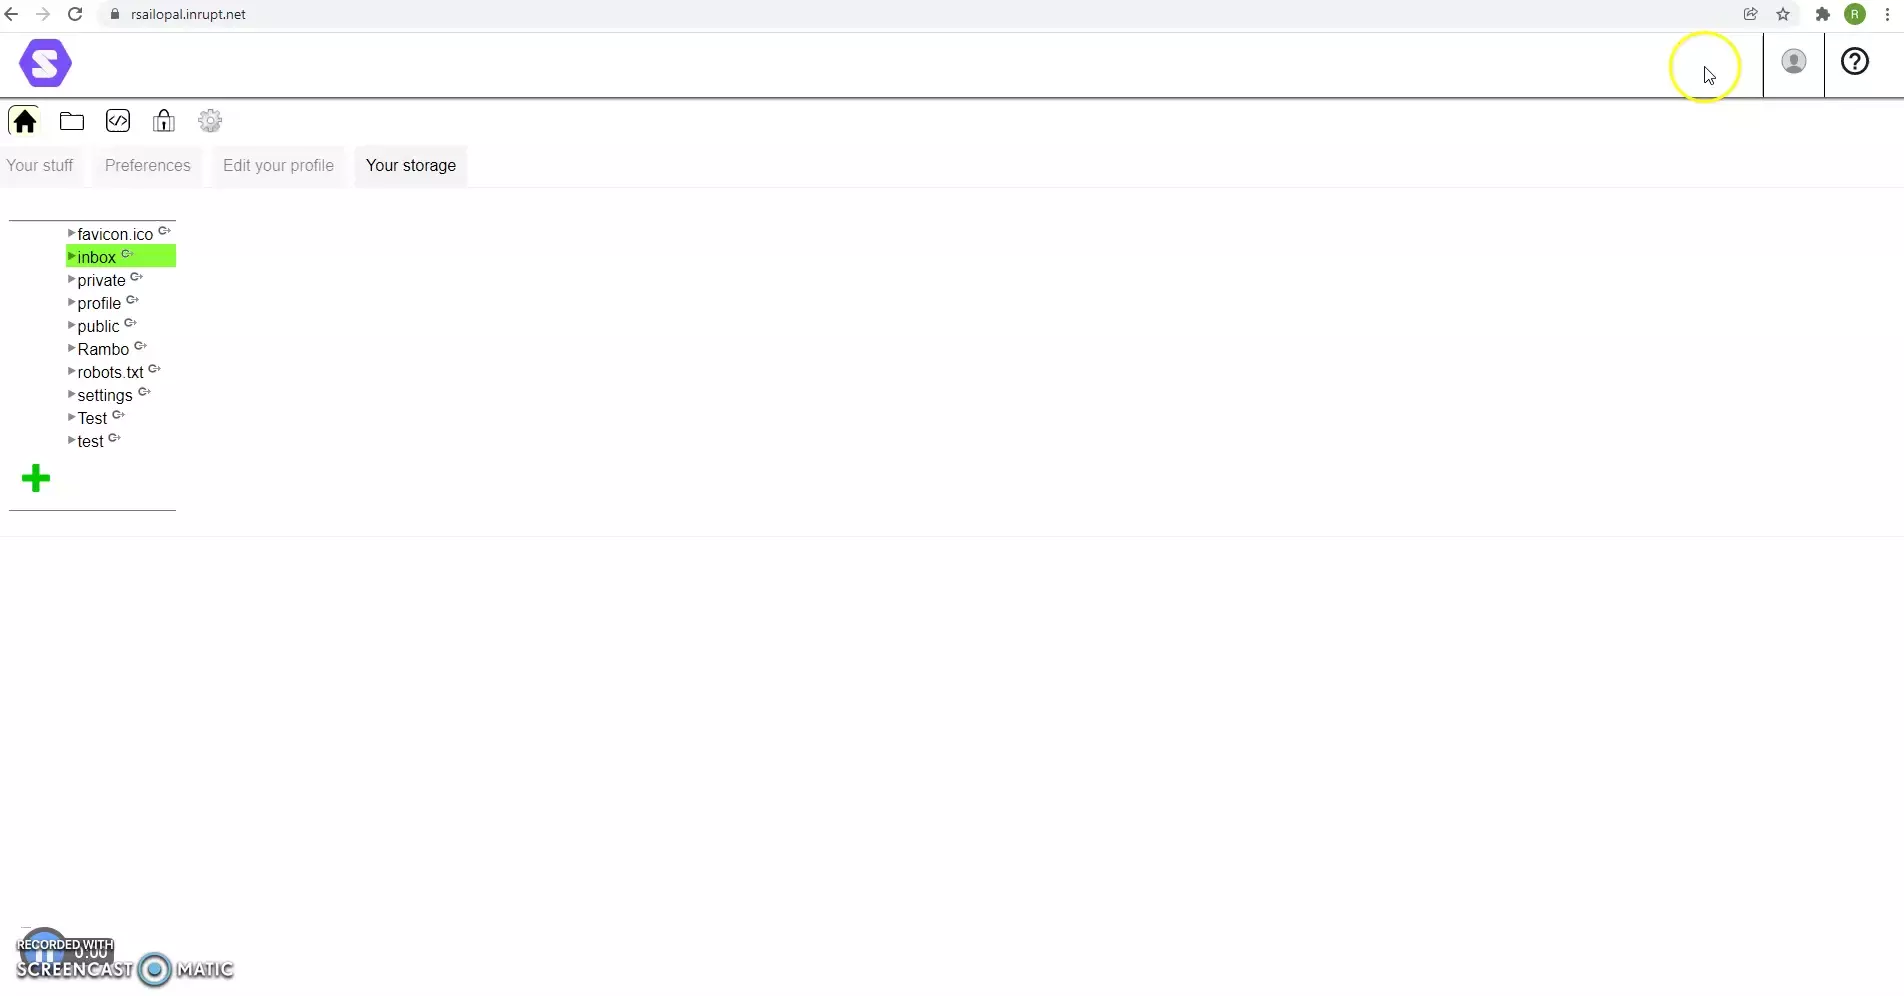 rsailopal.inrupt.net
R
S
Your stuff
Preferences
Edit your profile
Your storage
favicon.ico
inbox
private
profile
public
Rambo
robots.txt
settings
Test
test
RECORDED WITH
0:00
SCREENCAST MATIC